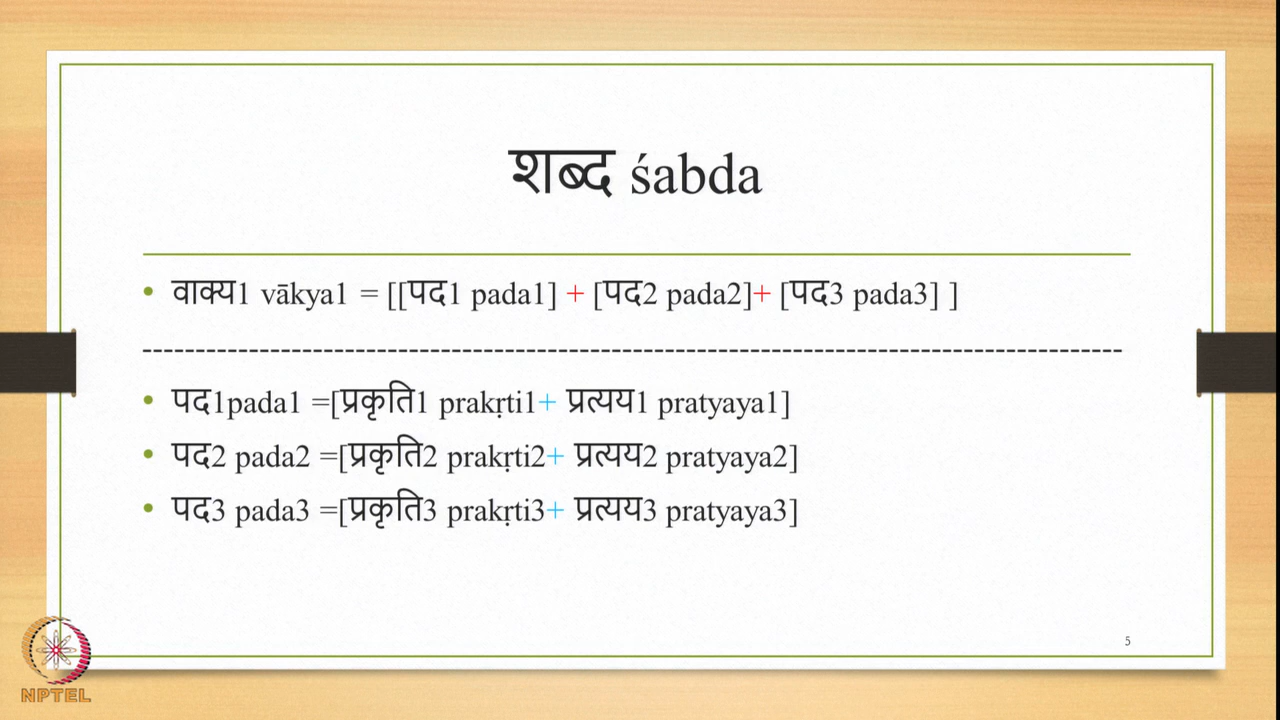 शब्द śabda
• वाक्य1 vākya1 = [[पद1 pada1] + [पद2 pada2]+ [पद3 pada3] ]
--------------------------------------------------------------------------------------------
• पद1pada1 =[प्रकृति1 prakṛti1+ प्रत्यय1 pratyaya1]
• पद2 pada2 =[प्रकृति2 prakṛti2+ प्रत्यय2 pratyaya2]
• पद3 pada3 =[प्रकृति3 prakṛti3+ प्रत्यय3 pratyaya3]
5
NPTEL